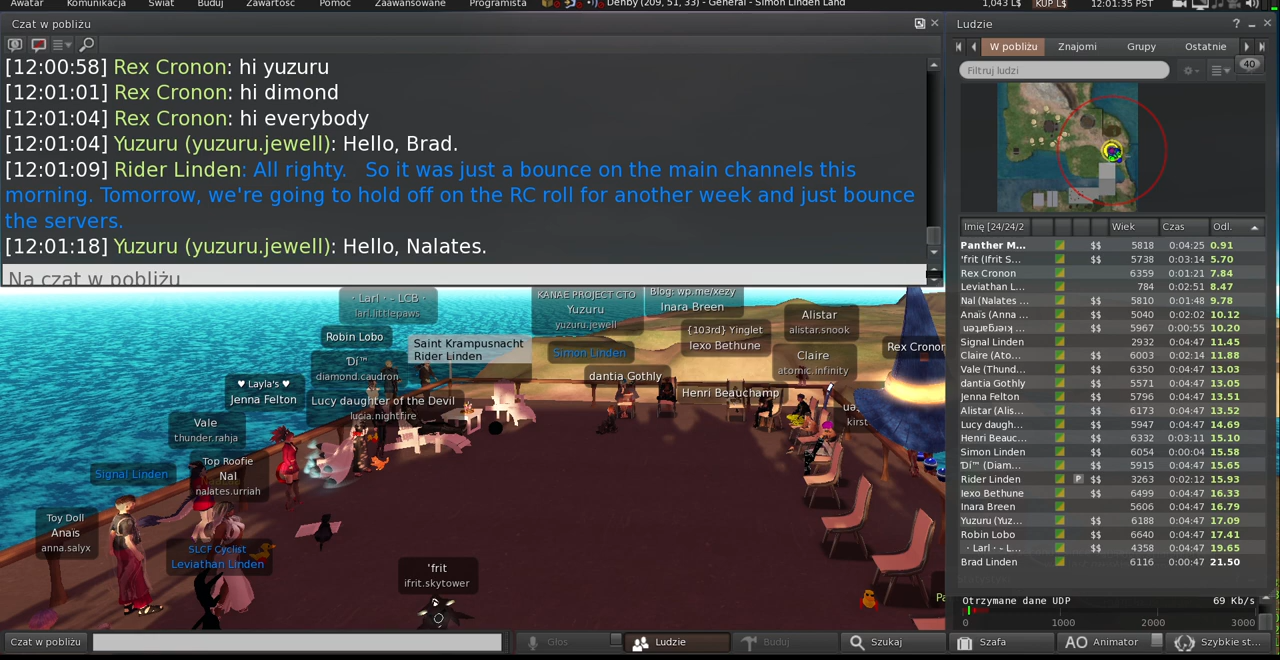 Awatar Komunikacja Świat Buduj Zawartość Pomoc Zaawansowane Programista Denby (209, 51, 33) - General - Simon Linden Land 1,043 L$ KUP L$ 12:01:35 PST
Czat w pobliżu
[12:00:58] Rex Cronon: hi yuzuru
[12:01:01] Rex Cronon: hi dimond
[12:01:04] Rex Cronon: hi everybody
[12:01:04] Yuzuru (yuzuru.jewell): Hello, Brad.
[12:01:09] Rider Linden: All righty. So it was just a bounce on the main channels this
morning. Tomorrow, we're going to hold off on the RC roll for another week and just bounce
the servers.
[12:01:18] Yuzuru (yuzuru.jewell): Hello, Nalates.
Na czat w pobliżu
· Larl · - LCB ·
larl.littlepaws
KANAE PROJECT CTO
Yuzuru
yuzuru.jewell
Blog: wp.me/xezy
Inara Breen
Robin Lobo
Saint Krampusnacht
Rider Linden
Simon Linden
{103rd} Yinglet
Iexo Bethune
Alistar
alistar.snook
Rex Cronon
Ɗí™
diamond.caudron
dantia Gothly
Claire
atomic.infinity
Henri Beauchamp
♥ Layla's ♥
Jenna Felton
Lucy daughter of the Devil
lucia.nightfire
kirst
Vale
thunder.rahja
Signal Linden
Top Roofie
Nal
nalates.urriah
Toy Doll
Anaïs
anna.salyx
SLCF Cyclist
Leviathan Linden
'frit
ifrit.skytower
Pa
Czat w pobliżu Głos Ludzie Buduj Szukaj
Ludzie
W pobliżu Znajomi Grupy Ostatnie
Filtruj ludzi 40
Imię [24/24/2 Wiek Czas Odl.
Panther M... $$ 5818 0:04:25 0.91
'frit (Ifrit S... $$ 5738 0:03:14 5.70
Rex Cronon 6359 0:01:21 7.84
Leviathan L... 784 0:02:51 8.47
Nal (Nalates ... $$ 5810 0:01:48 9.78
Anaïs (Anna ... $$ 5040 0:02:02 10.12
$$ 5967 0:00:55 10.20
Signal Linden 2932 0:04:47 11.45
Claire (Ato... $$ 6003 0:02:14 11.88
Vale (Thund... $$ 6350 0:04:47 13.03
dantia Gothly $$ 5571 0:04:47 13.05
Jenna Felton $$ 5796 0:04:47 13.51
Alistar (Alis... $$ 6173 0:04:47 13.52
Lucy daugh... $$ 5947 0:04:47 14.69
Henri Beauc... $$ 6332 0:03:11 15.10
Simon Linden $$ 6054 0:00:04 15.58
Ɗí™ (Diam... $$ 5915 0:04:47 15.65
Rider Linden P $$ 3263 0:02:12 15.93
Iexo Bethune $$ 6499 0:04:47 16.33
Inara Breen 5606 0:04:47 16.79
Yuzuru (Yuz... $$ 6188 0:04:47 17.09
Robin Lobo $$ 6640 0:04:47 17.41
· Larl · - L... $$ 4358 0:04:47 19.65
Brad Linden 6116 0:00:47 21.50
Otrzymane dane UDP 69 Kb/s
0 1000 2000 3000
Szafa AO Animator Szybkie st...